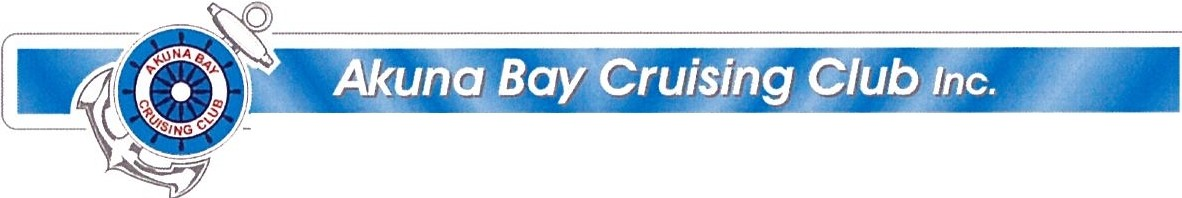 AKUNA BAY
CRUISING CLUB
Akuna Bay Cruising Club Inc.